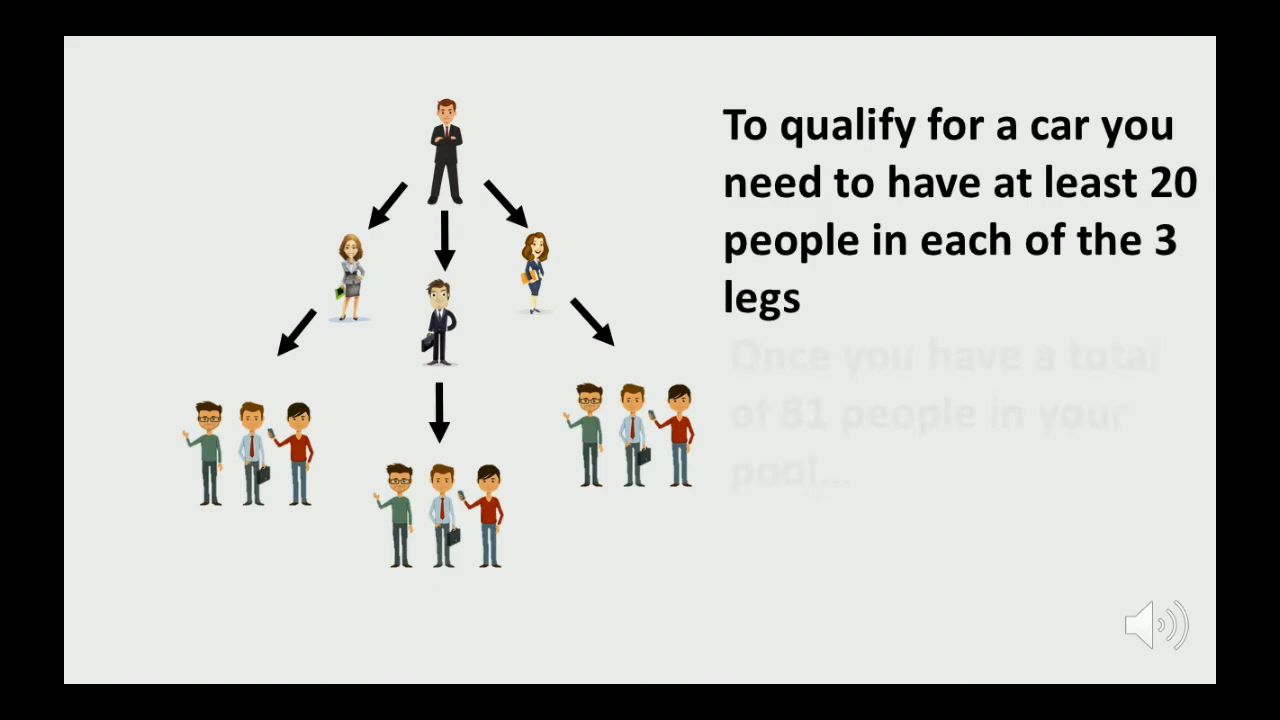 To qualify for a car you
need to have at least 20
people in each of the 3
legs
Once you have a total
of 81 people in your
pool...